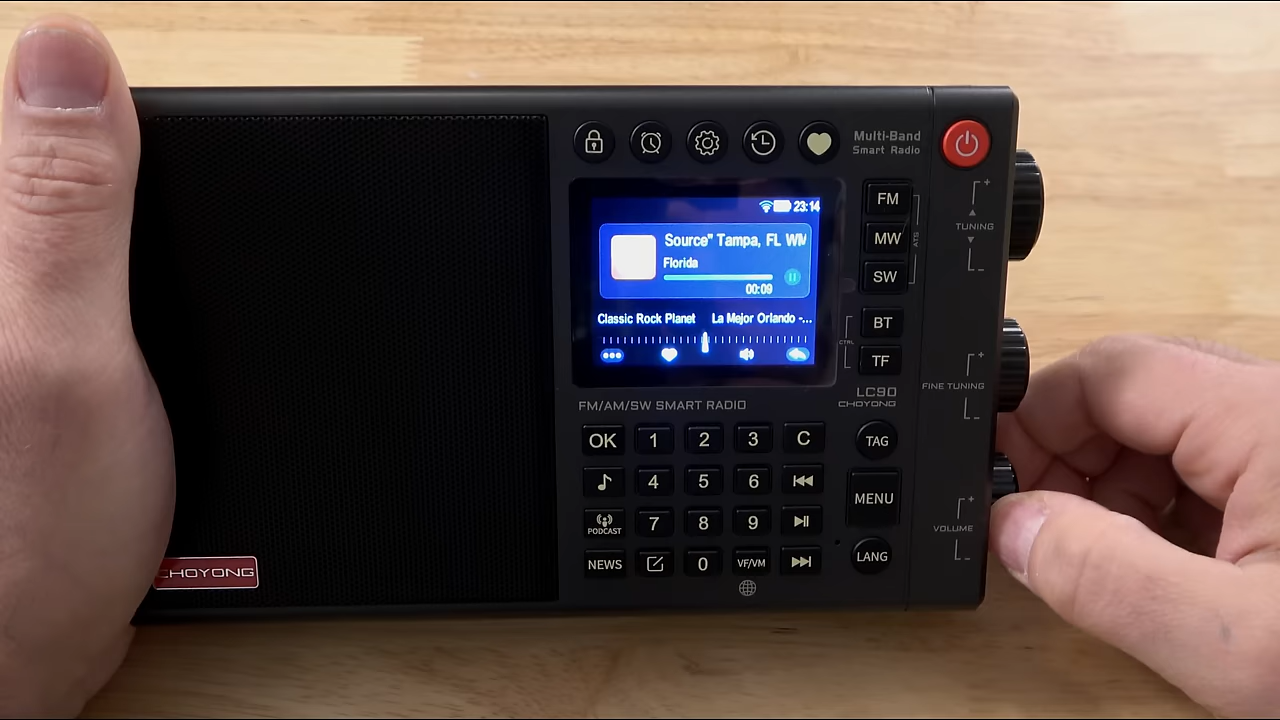 Multi-Band
Smart Radio
23:14
Source" Tampa, FL WM
Florida
00:09
Classic Rock Planet La Mejor Orlando -...
FM
MW
SW
ATS
BT
TF
CTRL
TUNING
FINE TUNING
VOLUME
LC90
CHOYONG
FM/AM/SW SMART RADIO
OK 1 2 3 C
4 5 6
PODCAST 7 8 9
NEWS 0 VF/VM
TAG
MENU
LANG
CHOYONG